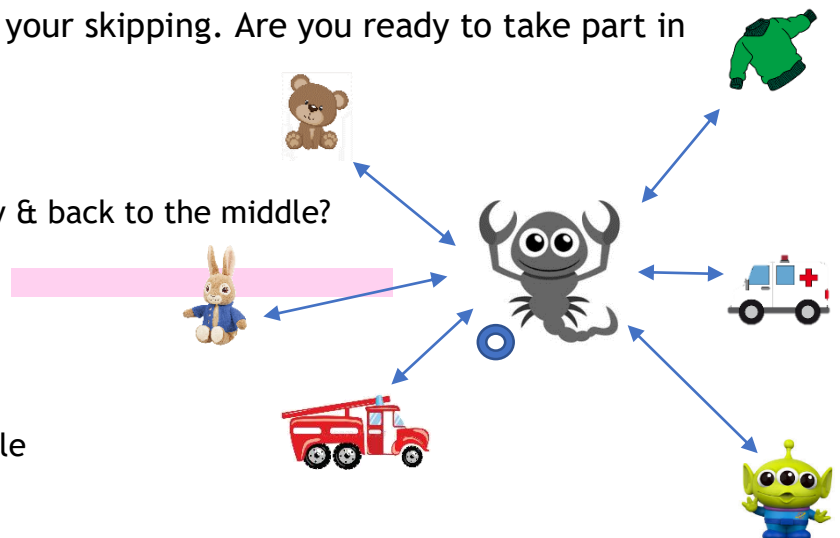 your skipping. Are you ready to take part in
& back to the middle?
le